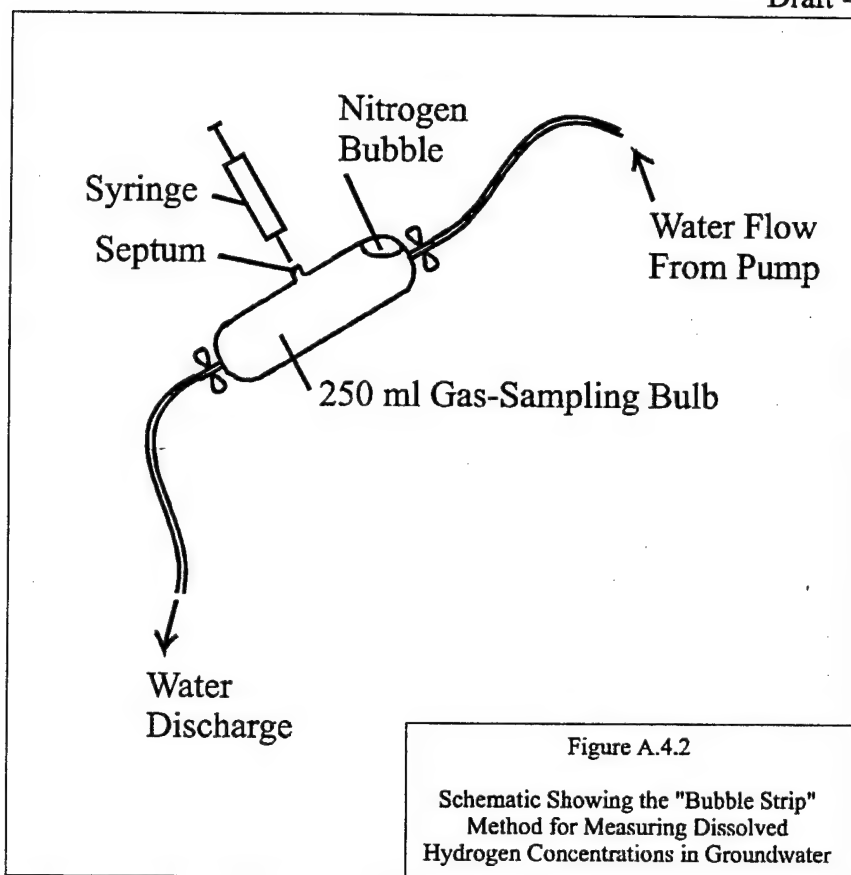 Draft -
Nitrogen
Bubble
Syringe
Septum
Water Flow
From Pump
250 ml Gas-Sampling Bulb
Water
Discharge
Figure A.4.2
Schematic Showing the "Bubble Strip"
Method for Measuring Dissolved
Hydrogen Concentrations in Groundwater